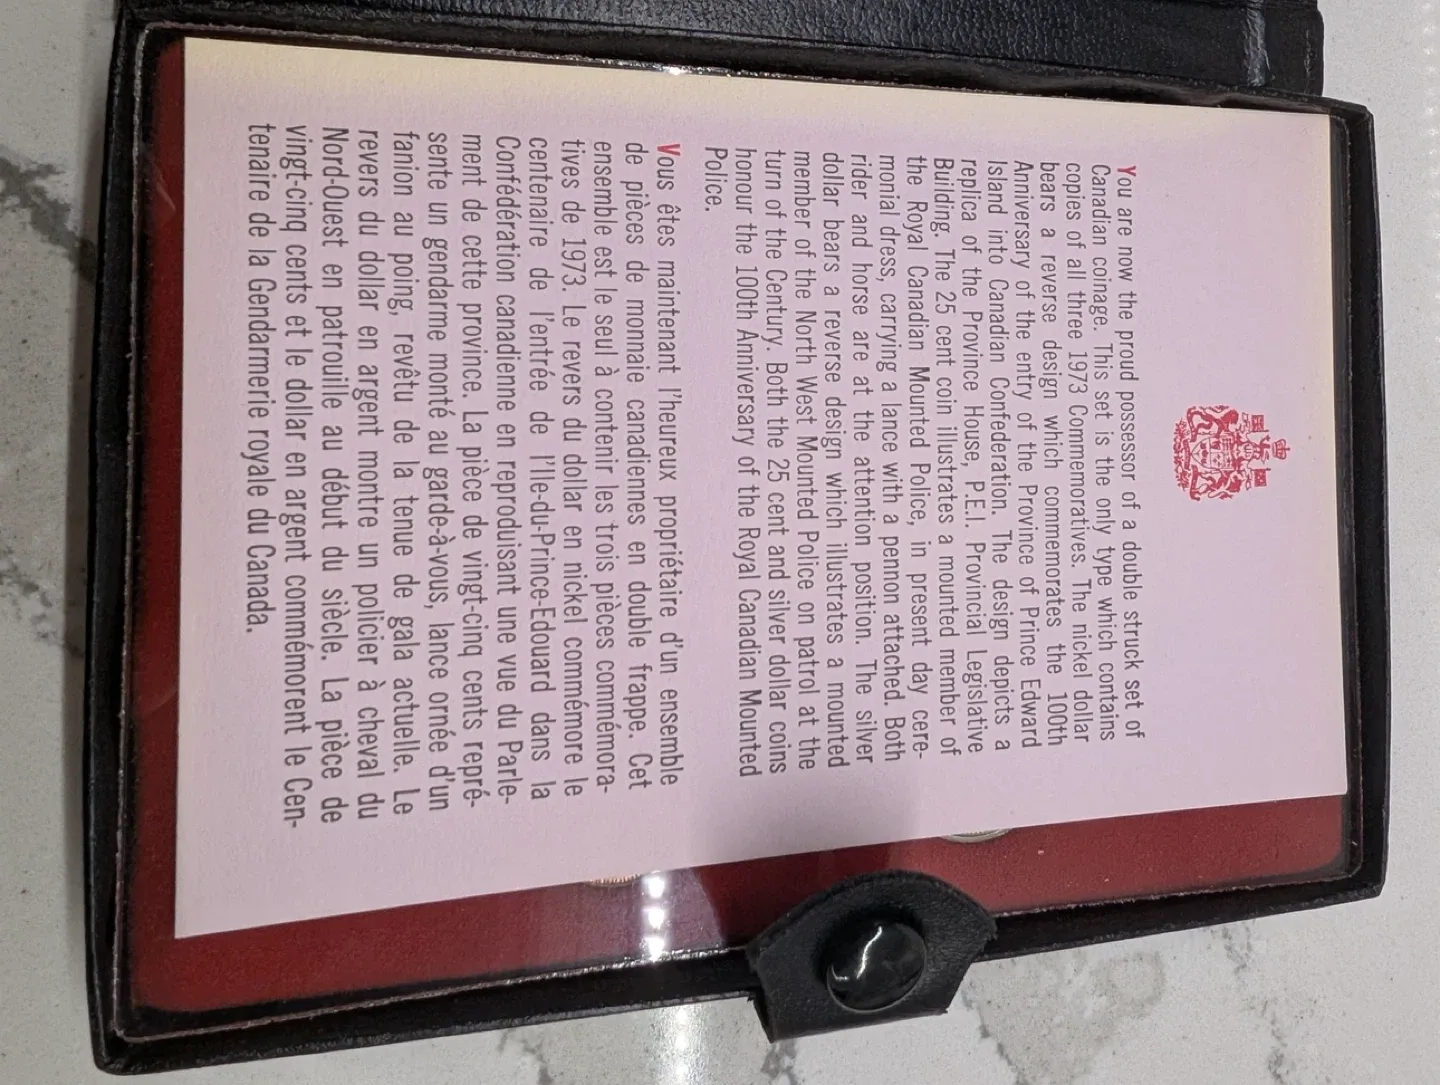 You are now the proud possessor of a double struck set of
Canadian coinage. This set is the only type which contains
copies of all three 1973 Commemoratives. The nickel dollar
bears a reverse design which commemorates the 100th
Anniversary of the entry of the Province of Prince Edward
Island into Canadian Confederation. The design depicts a
replica of the Province House, P.E.I. Provincial Legislative
Building. The 25 cent coin illustrates a mounted member of
the Royal Canadian Mounted Police, in present day cere-
monial dress, carrying a lance with a pennon attached. Both
rider and horse are at the attention position. The silver
dollar bears a reverse design which illustrates a mounted
member of the North West Mounted Police on patrol at the
turn of the Century. Both the 25 cent and silver dollar coins
honour the 100th Anniversary of the Royal Canadian Mounted
Police.
Vous êtes maintenant l'heureux propriétaire d'un ensemble
de pièces de monnaie canadiennes en double frappe. Cet
ensemble est le seul à contenir les trois pièces commémora-
tives de 1973. Le revers du dollar en nickel commémore le
centenaire de l'entrée de l'Ile-du-Prince-Edouard dans la
Confédération canadienne en reproduisant une vue du Parle-
ment de cette province. La pièce de vingt-cinq cents repré-
sente un gendarme monté au garde-à-vous, lance ornée d'un
fanion au poing, revêtu de la tenue de gala actuelle. Le
revers du dollar en argent montre un policier à cheval du
Nord-Ouest en patrouille au début du siècle. La pièce de
vingt-cinq cents et le dollar en argent commémorent le Cen-
tenaire de la Gendarmerie royale du Canada.